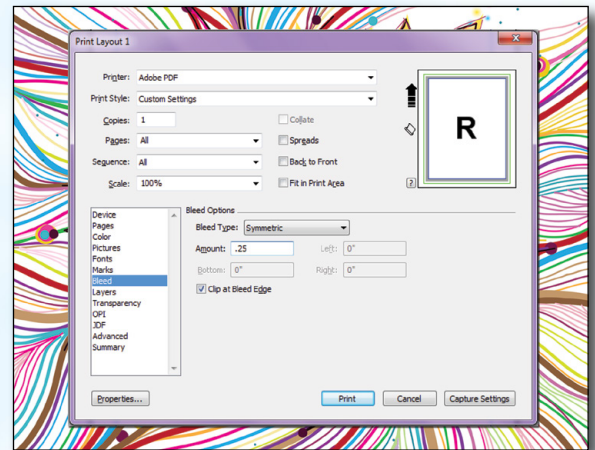 Print Layout 1
Printer: Adobe PDF
Print Style: Custom Settings
Copies: 1
Collate
Pages: All
Spreads
Sequence: All
Back to Front
Scale: 100%
Fit in Print Area
R
?
Device
Pages
Color
Pictures
Fonts
Marks
Bleed
Layers
Transparency
OPI
JDF
Advanced
Summary
Bleed Options
Bleed Type: Symmetric
Amount: .25 Left: 0"
Bottom: 0" Right: 0"
Clip at Bleed Edge
Properties...
Print
Cancel
Capture Settings